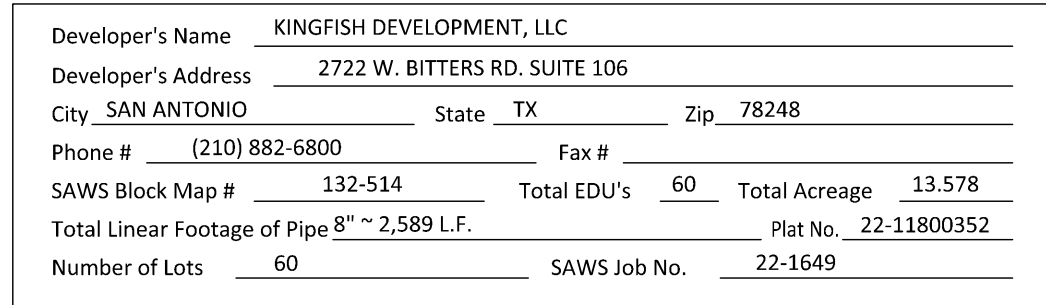 Developer's Name KINGFISH DEVELOPMENT, LLC
Developer's Address 2722 W. BITTERS RD. SUITE 106
City SAN ANTONIO State TX Zip 78248
Phone # (210) 882-6800 Fax #
SAWS Block Map # 132-514 Total EDU's 60 Total Acreage 13.578
Total Linear Footage of Pipe 8" ~ 2,589 L.F. Plat No. 22-11800352
Number of Lots 60 SAWS Job No. 22-1649